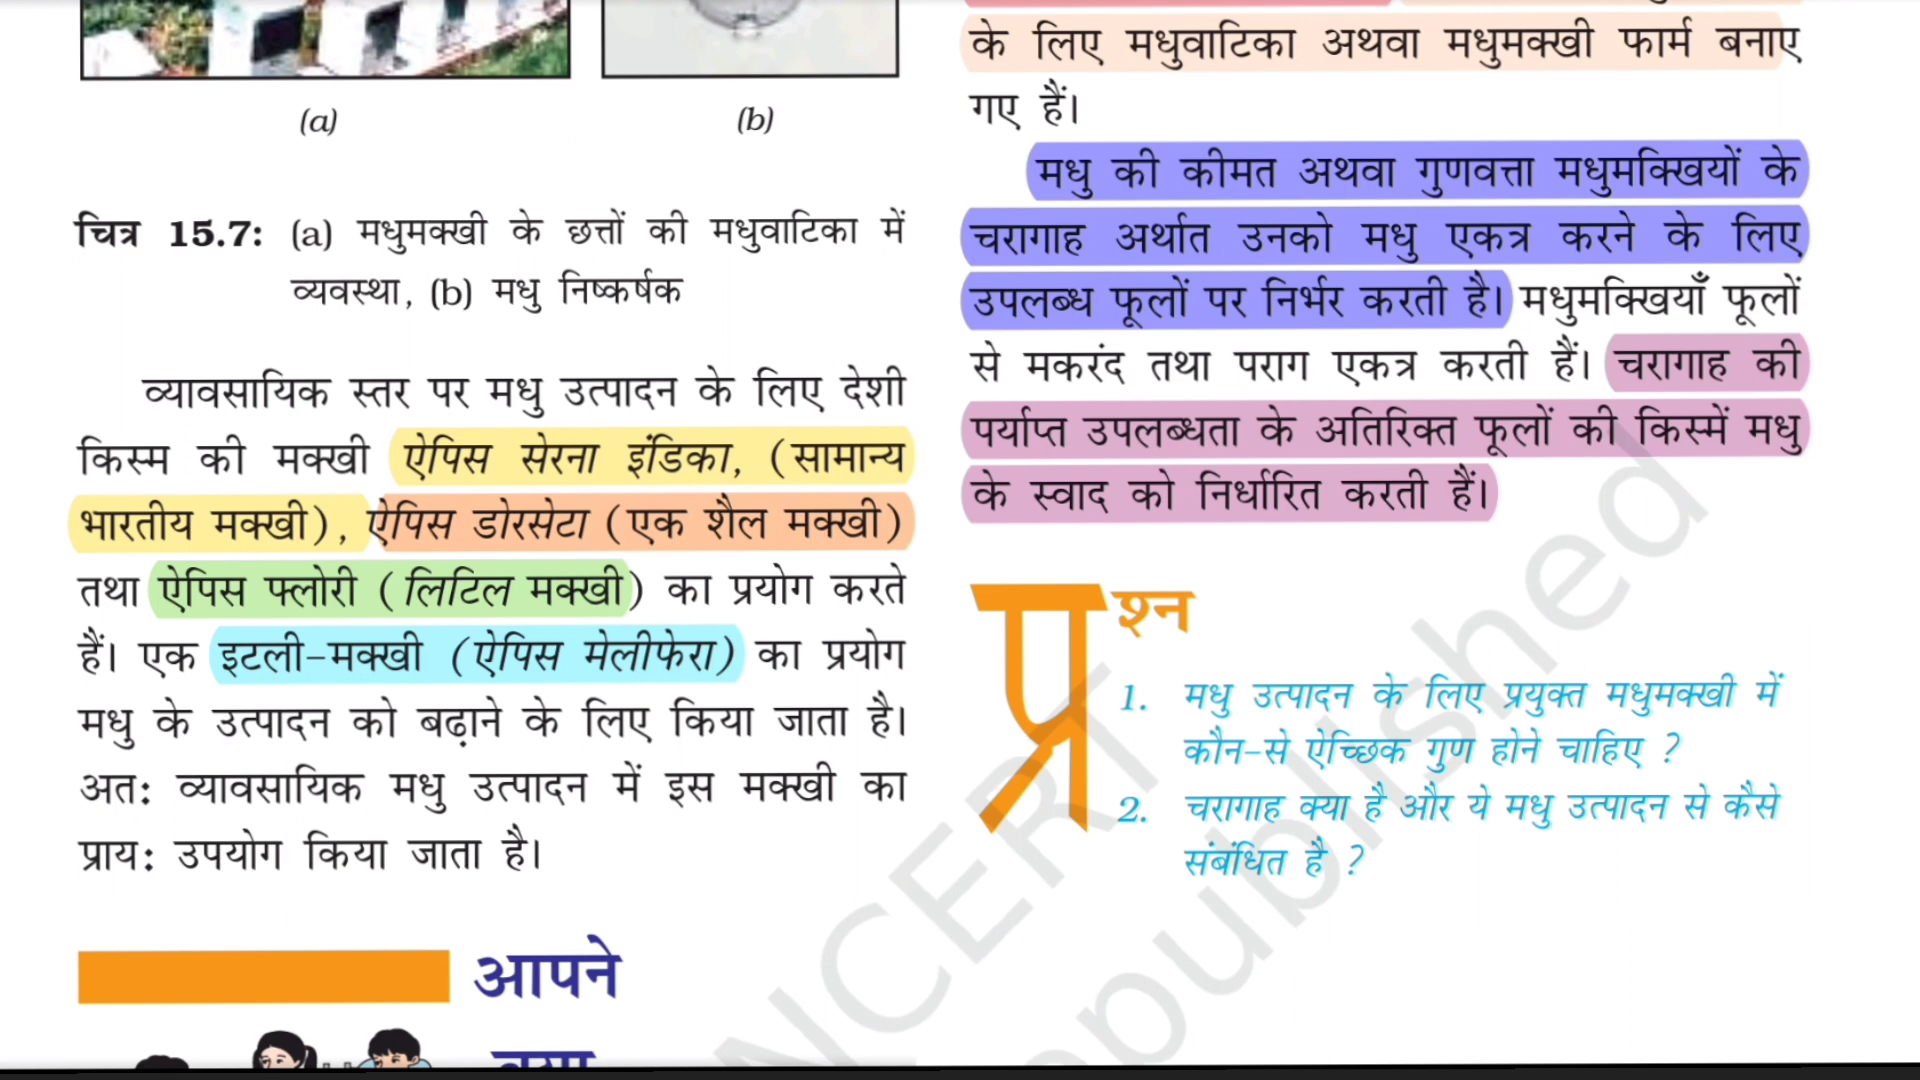 (a)
(b)
चित्र 15.7: (a) मधुमक्खी के छत्तों की मधुवाटिका में
व्यवस्था, (b) मधु निष्कर्षक
व्यावसायिक स्तर पर मधु उत्पादन के लिए देशी
किस्म की मक्खी ऐपिस सेरना इंडिका, (सामान्य
भारतीय मक्खी), ऐपिस डोरसेटा (एक शैल मक्खी)
तथा ऐपिस फ्लोरी (लिटिल मक्खी) का प्रयोग करते
हैं। एक इटली-मक्खी (ऐपिस मेलीफेरा) का प्रयोग
मधु के उत्पादन को बढ़ाने के लिए किया जाता है।
अतः व्यावसायिक मधु उत्पादन में इस मक्खी का
प्रायः उपयोग किया जाता है।
आपने
क्या
के लिए मधुवाटिका अथवा मधुमक्खी फार्म बनाए
गए हैं।
मधु की कीमत अथवा गुणवत्ता मधुमक्खियों के
चरागाह अर्थात उनको मधु एकत्र करने के लिए
उपलब्ध फूलों पर निर्भर करती है। मधुमक्खियाँ फूलों
से मकरंद तथा पराग एकत्र करती हैं। चरागाह की
पर्याप्त उपलब्धता के अतिरिक्त फूलों की किस्में मधु
के स्वाद को निर्धारित करती हैं।
प्रश्न
1. मधु उत्पादन के लिए प्रयुक्त मधुमक्खी में
कौन-से ऐच्छिक गुण होने चाहिए ?
2. चरागाह क्या है और ये मधु उत्पादन से कैसे
संबंधित है ?
NCERT
published